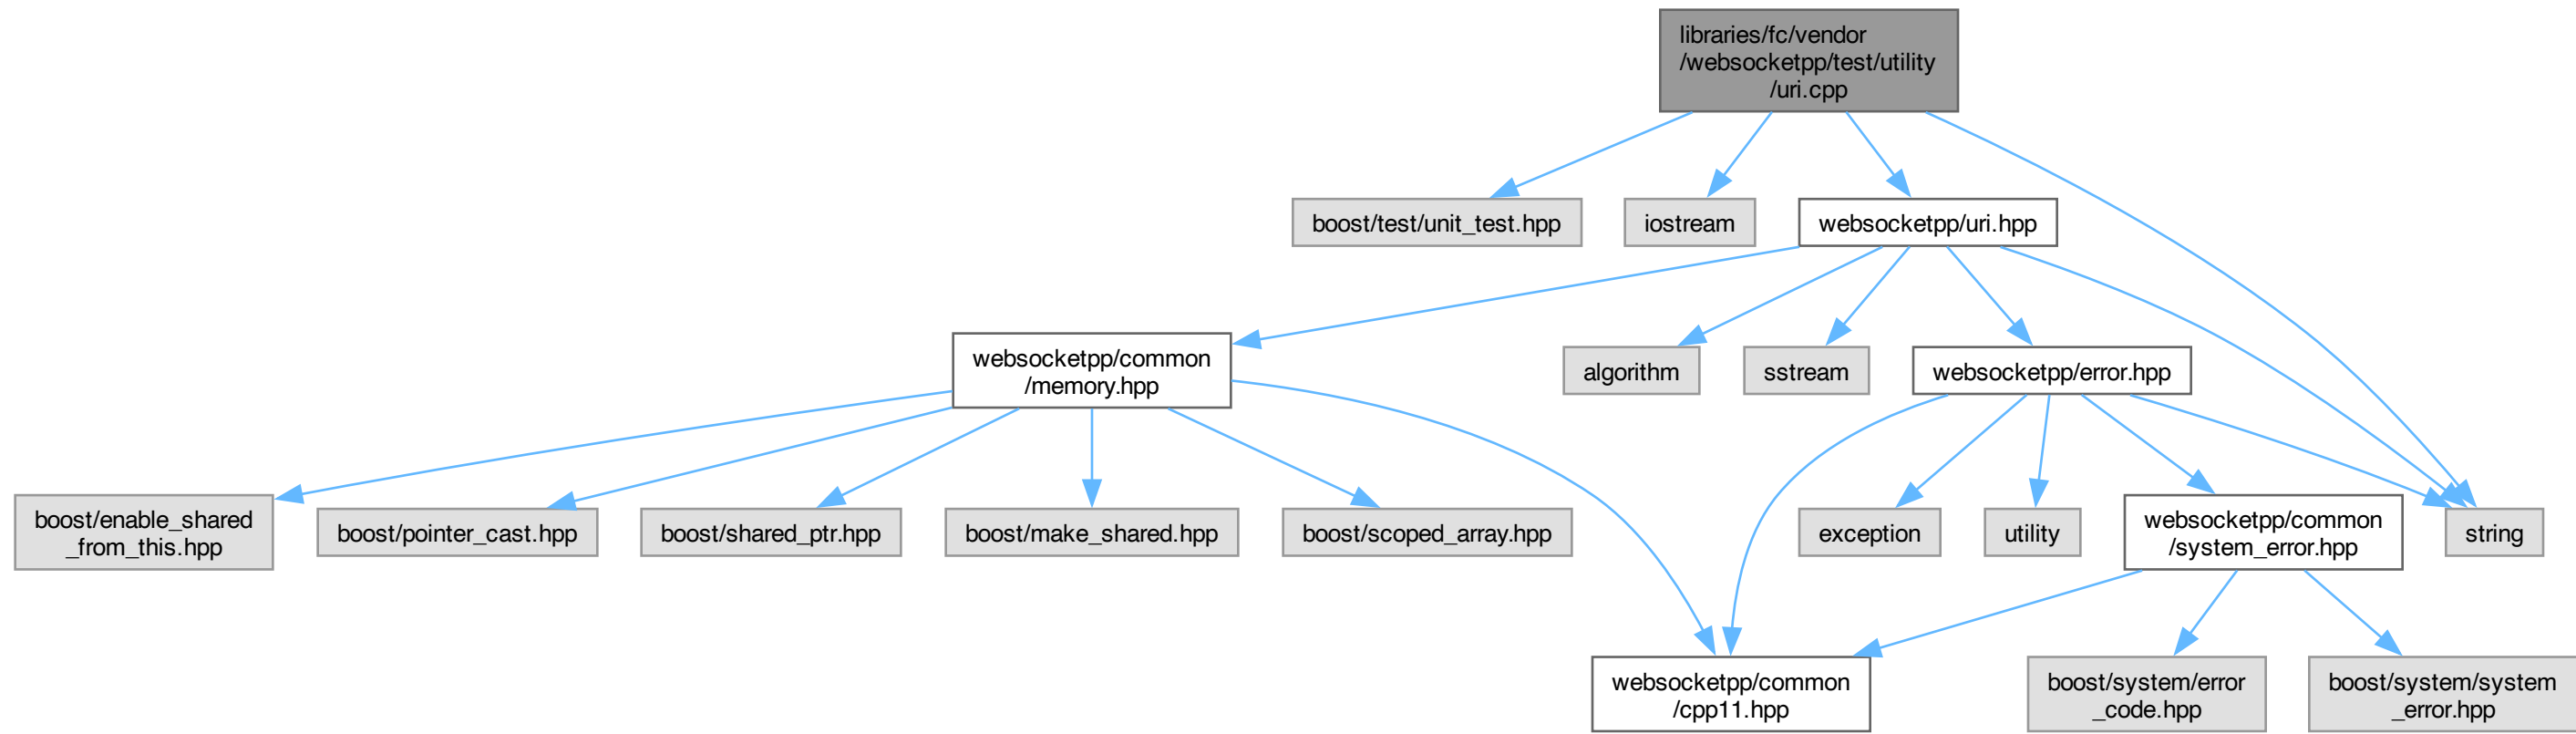 libraries/fc/vendor
/websocketpp/test/utility
/uri.cpp
boost/test/unit_test.hpp
iostream
websocketpp/uri.hpp
websocketpp/common
/memory.hpp
algorithm
sstream
websocketpp/error.hpp
boost/enable_shared
_from_this.hpp
boost/pointer_cast.hpp
boost/shared_ptr.hpp
boost/make_shared.hpp
boost/scoped_array.hpp
exception
utility
websocketpp/common
/system_error.hpp
string
websocketpp/common
/cpp11.hpp
boost/system/error
_code.hpp
boost/system/system
_error.hpp